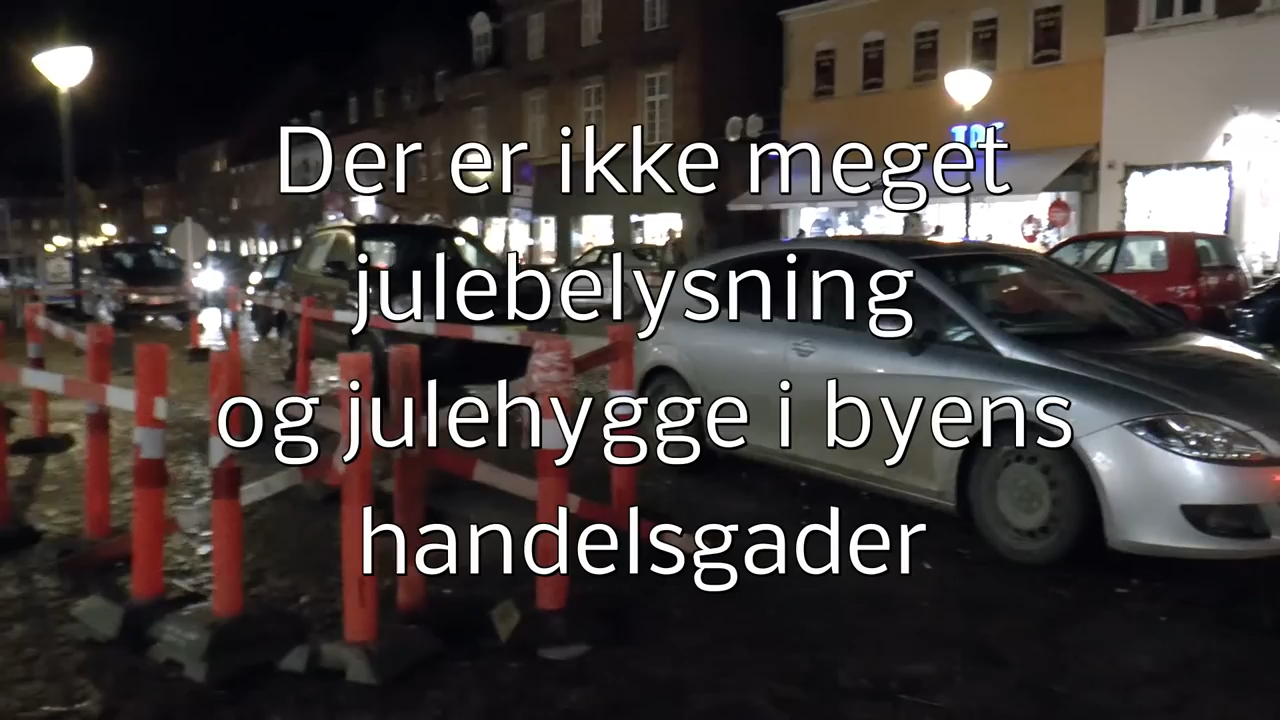 Der er ikke meget
julebelysning
og julehygge i byens
handelsgader